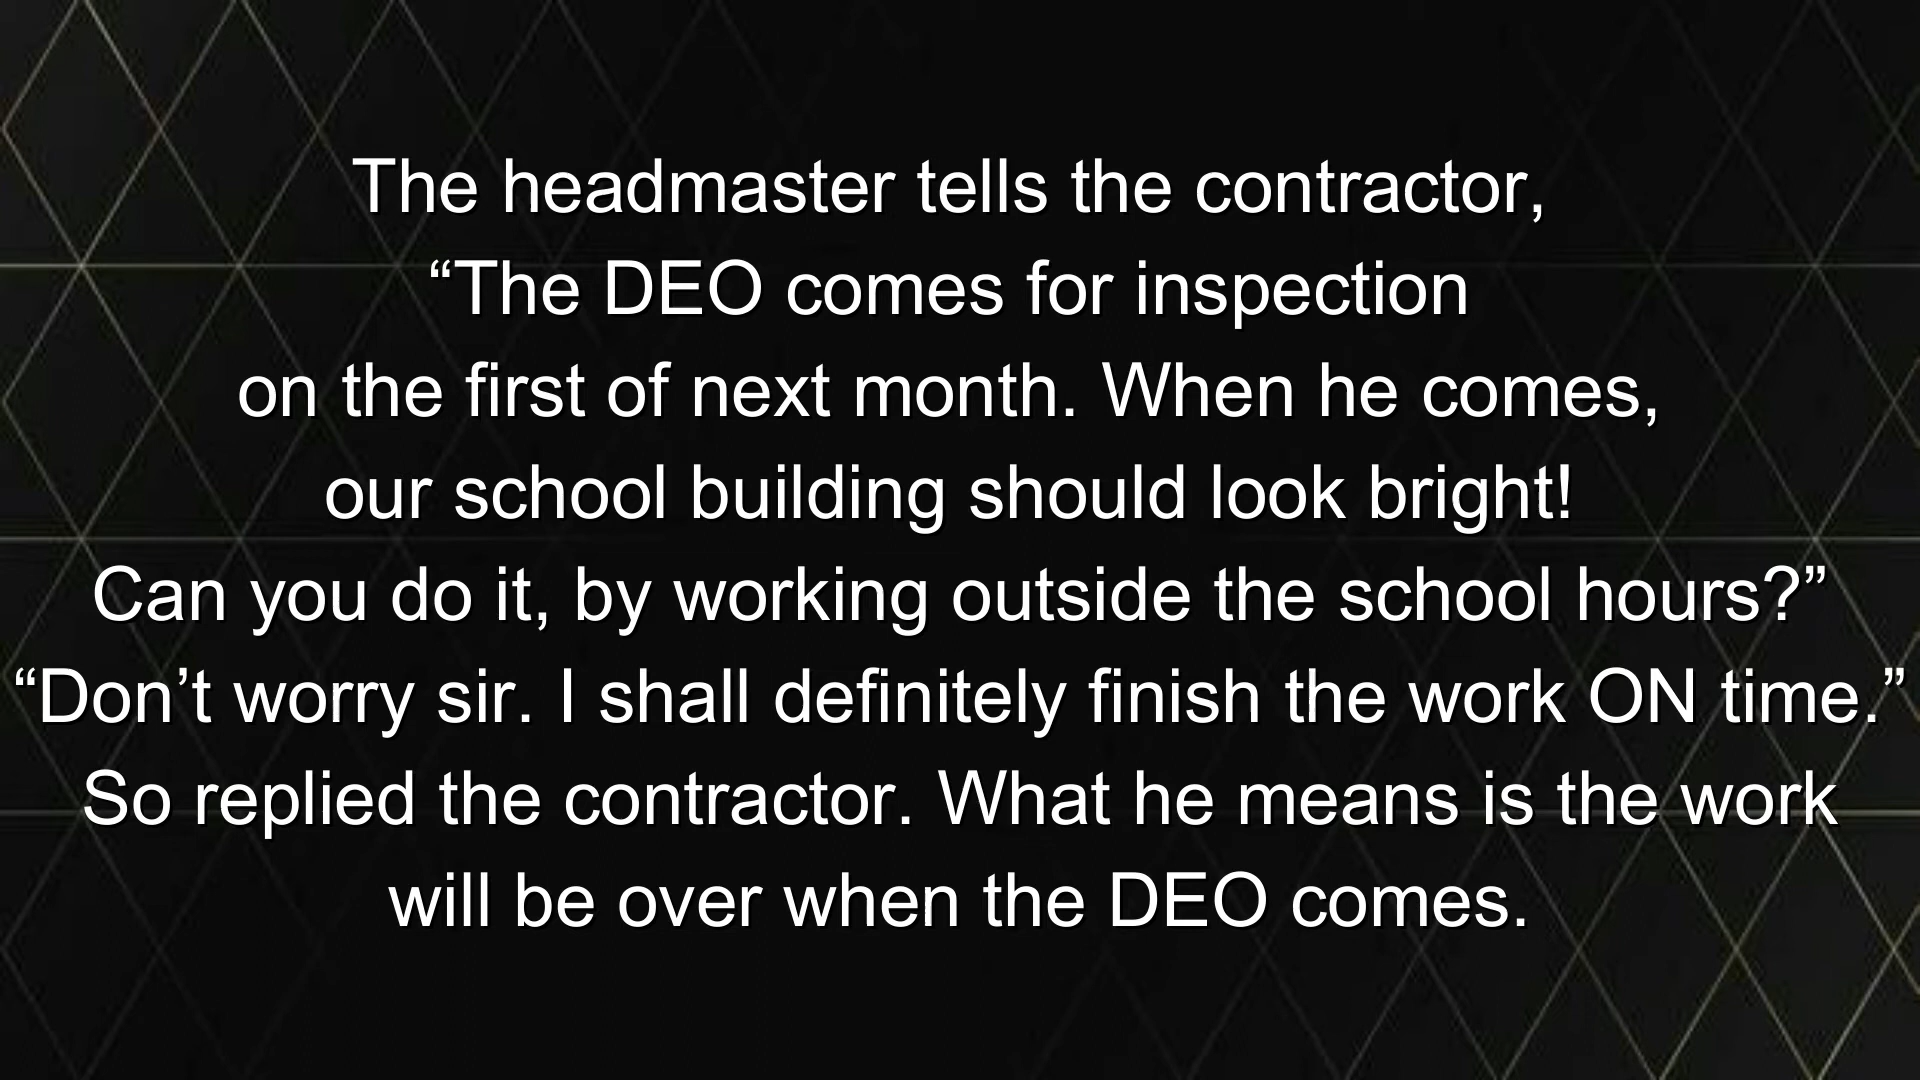 The headmaster tells the contractor,
“The DEO comes for inspection
on the first of next month. When he comes,
our school building should look bright!
Can you do it, by working outside the school hours?”
“Don’t worry sir. I shall definitely finish the work ON time.”
So replied the contractor. What he means is the work
will be over when the DEO comes.